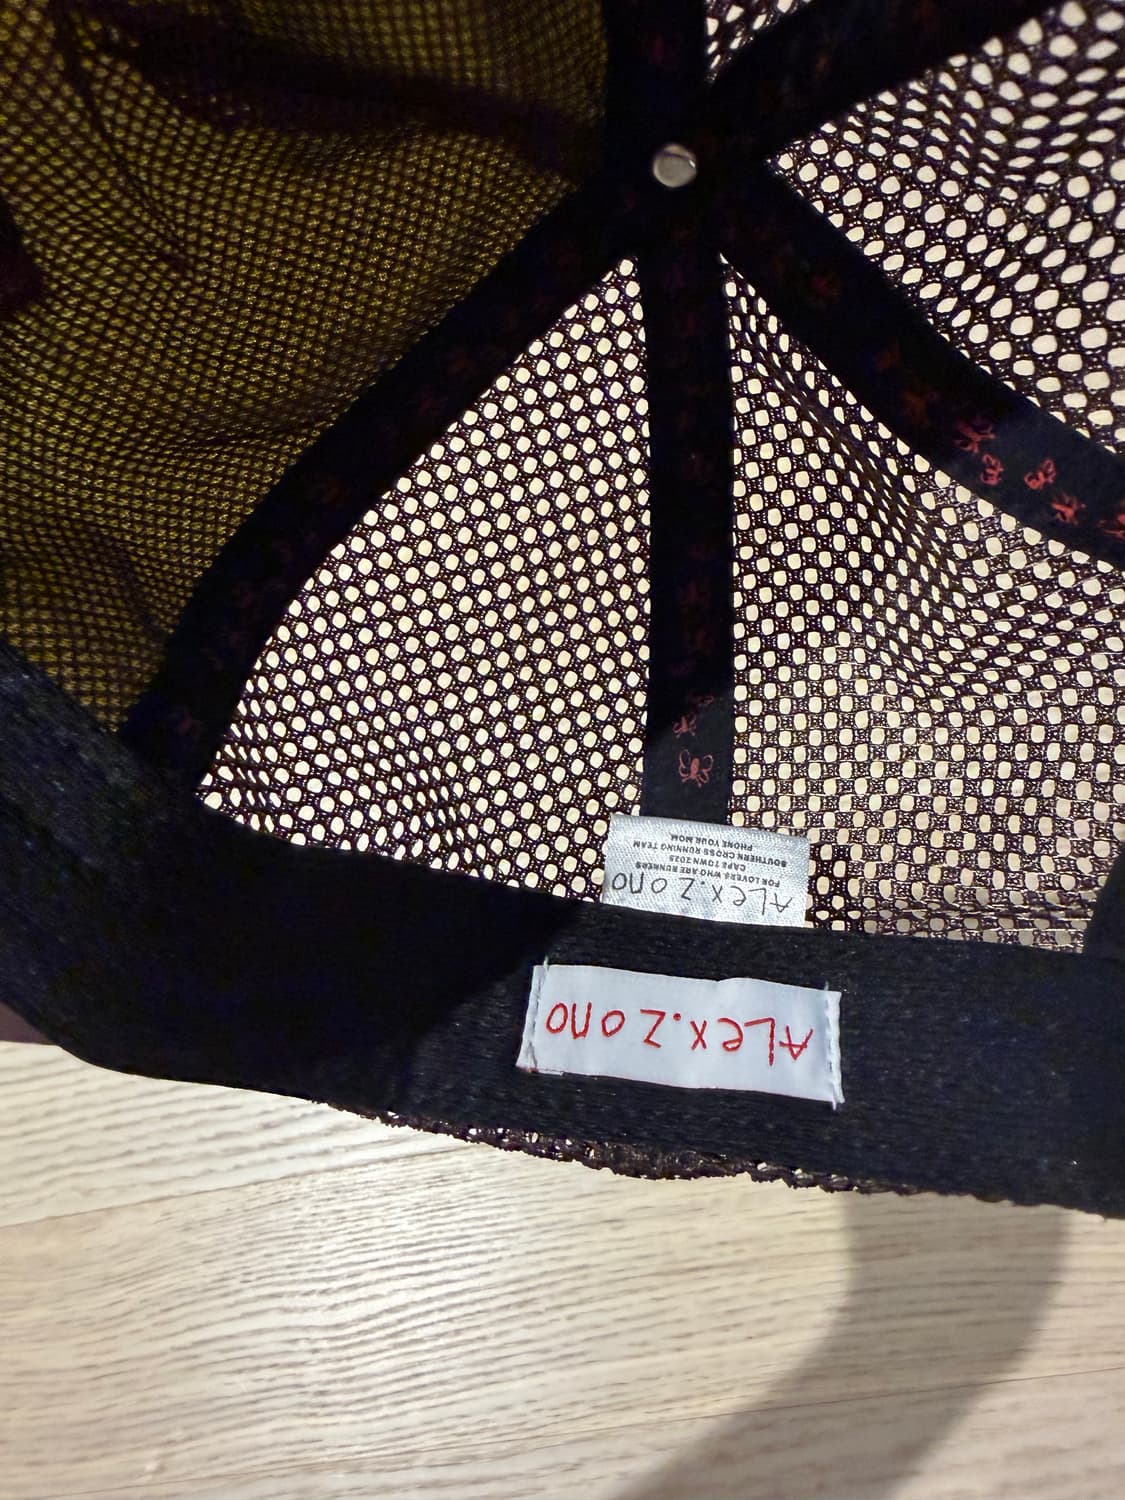 ALex.Zono
FOR LOVERS WHO ARE RUNNERS
CAPE TOWN 2025
SOUTHERN CROSS RUNNING TEAM
PHONE YOUR MOM
ALex.Zono